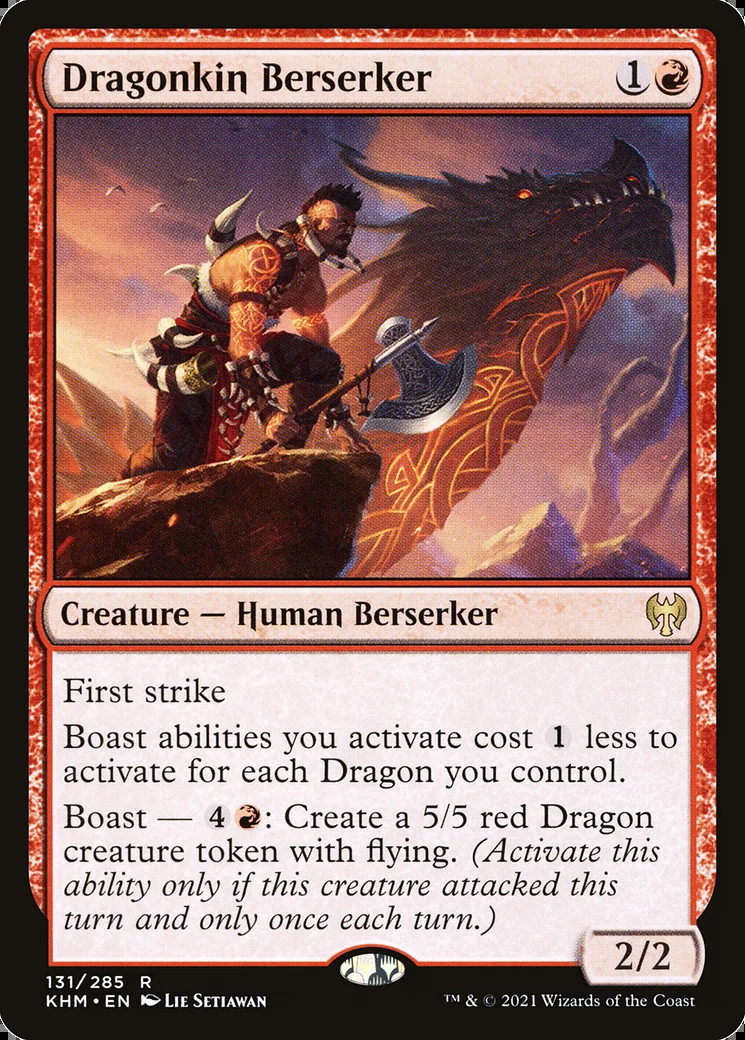 Dragonkin Berserker 1
Creature — Human Berserker
First strike
Boast abilities you activate cost 1 less to
activate for each Dragon you control.
Boast — 4 : Create a 5/5 red Dragon
creature token with flying. (Activate this
ability only if this creature attacked this
turn and only once each turn.)
2/2
131/285 R
KHM • EN Lie Setiawan
™ & © 2021 Wizards of the Coast